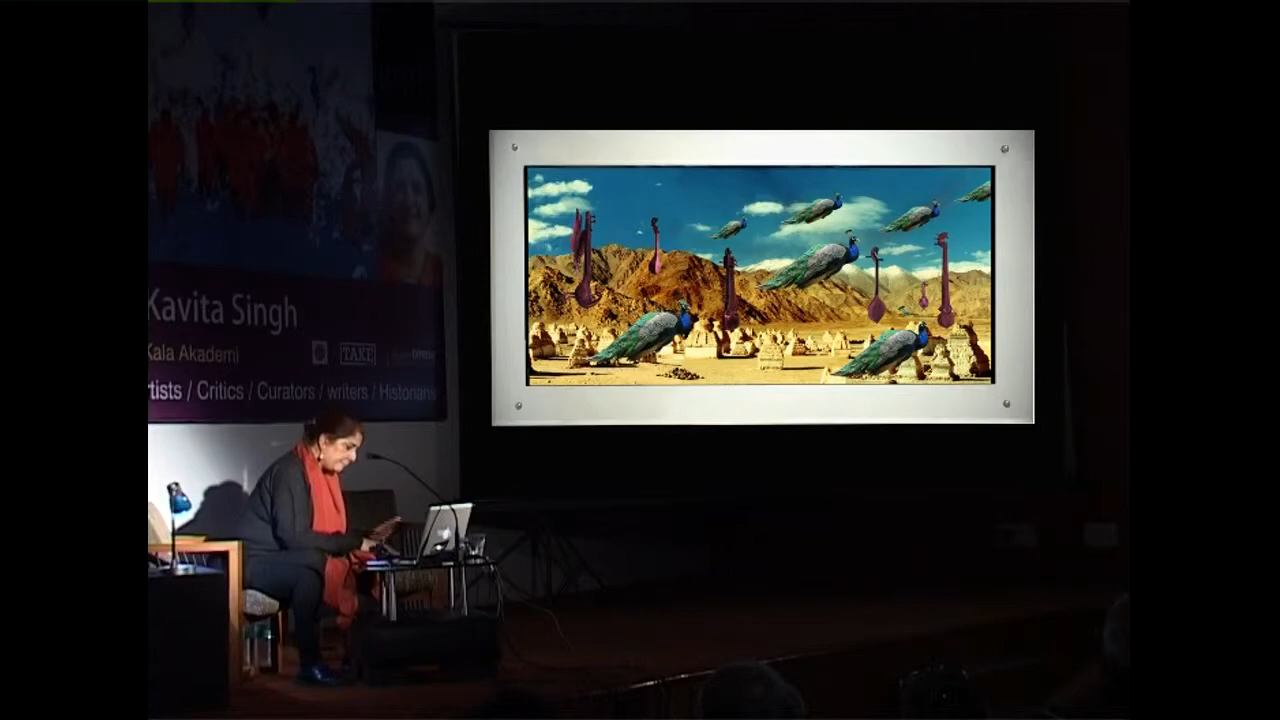 Kavita Singh
Kala Akademi
TAKE
rtists / Critics / Curators / writers / Historians